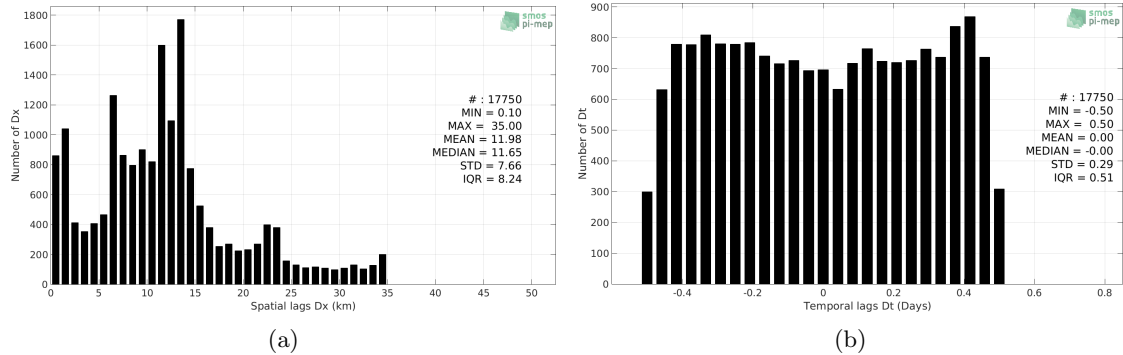 smos
pi-mep
1800
1600
1400
1200
1000
800
600
400
200
0
Number of Dx
# : 17750
MIN = 0.10
MAX = 35.00
MEAN = 11.98
MEDIAN = 11.65
STD = 7.66
IQR = 8.24
0 5 10 15 20 25 30 35 40 45 50
Spatial lags Dx (km)
(a)
smos
pi-mep
900
800
700
600
500
400
300
200
100
0
Number of Dt
# : 17750
MIN = -0.50
MAX = 0.50
MEAN = 0.00
MEDIAN = -0.00
STD = 0.29
IQR = 0.51
-0.4 -0.2 0 0.2 0.4 0.6 0.8
Temporal lags Dt (Days)
(b)